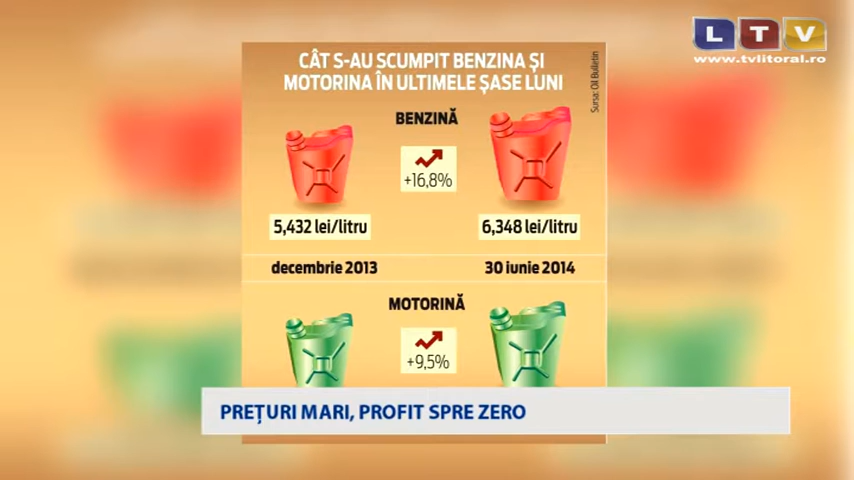 LTV
www.tvlitoral.ro
CÂT S-AU SCUMPIT BENZINA ȘI
MOTORINA ÎN ULTIMELE ȘASE LUNI
Sursa: Oil Bulletin
BENZINĂ
+16,8%
5,432 lei/litru
6,348 lei/litru
decembrie 2013
30 iunie 2014
MOTORINĂ
+9,5%
PREȚURI MARI, PROFIT SPRE ZERO